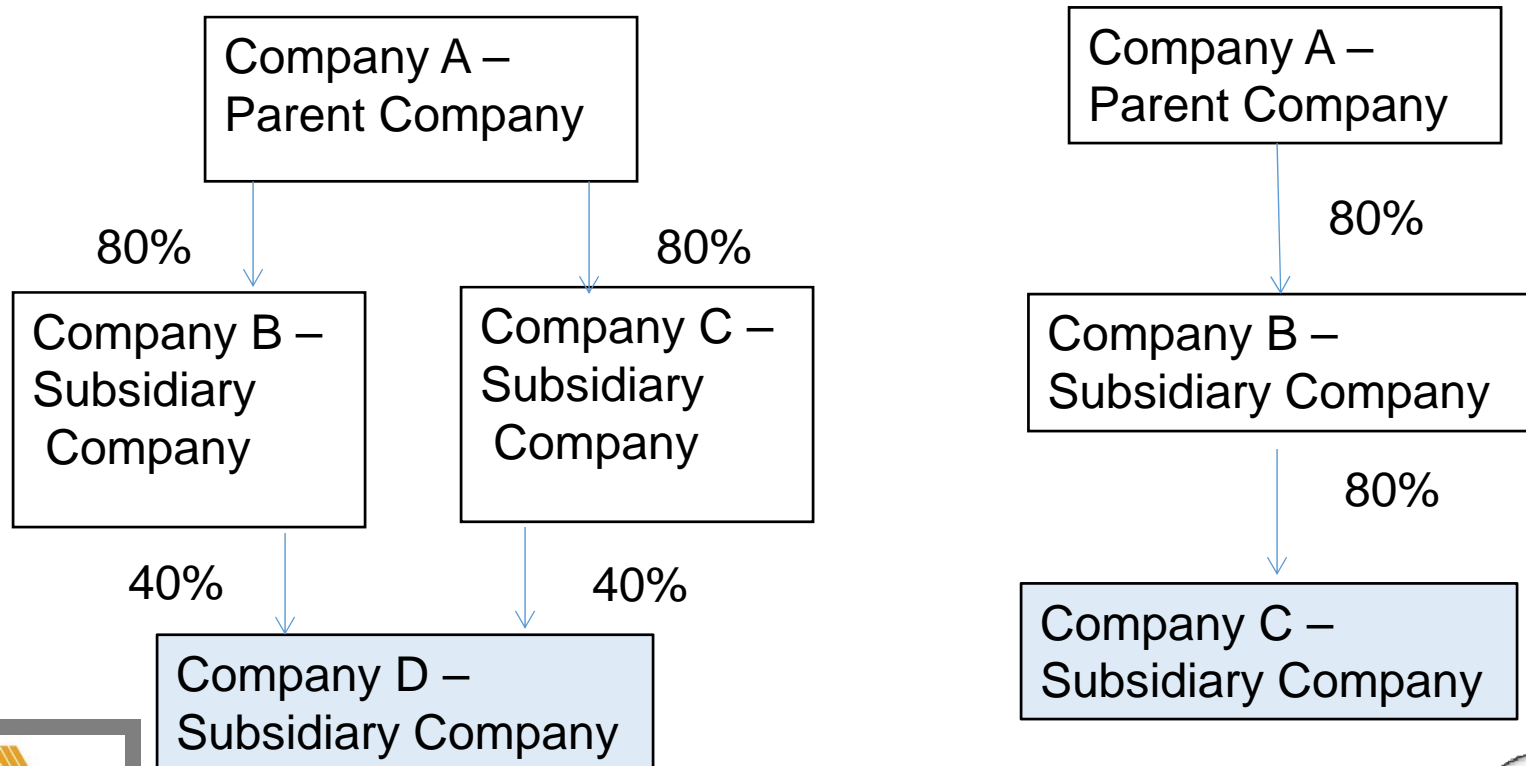 Company A –
Parent Company
80%
80%
Company B –
Subsidiary
Company
Company C –
Subsidiary
Company
40%
40%
Company D –
Subsidiary Company
Company A –
Parent Company
80%
Company B –
Subsidiary Company
80%
Company C –
Subsidiary Company